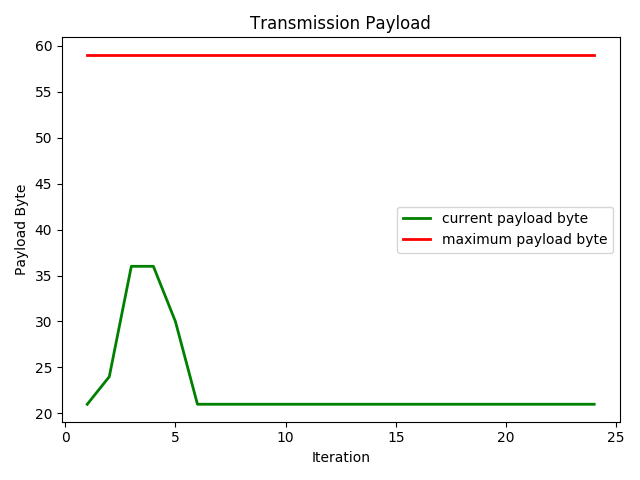 Transmission Payload
60
55
50
45
40
35
30
25
20
Payload Byte
current payload byte
maximum payload byte
0 5 10 15 20 25
Iteration